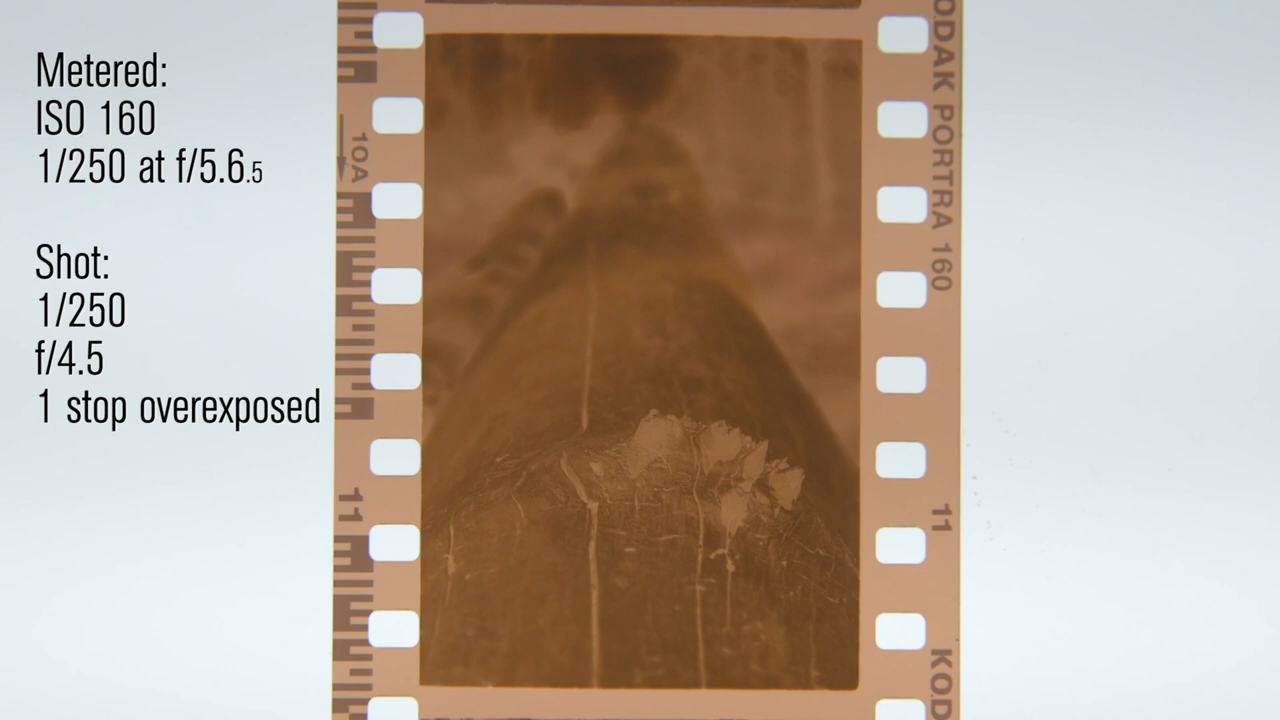 Metered:
ISO 160
1/250 at f/5.6.5
Shot:
1/250
f/4.5
1 stop overexposed
10A
11
KODAK PORTRA 160
11
KOD